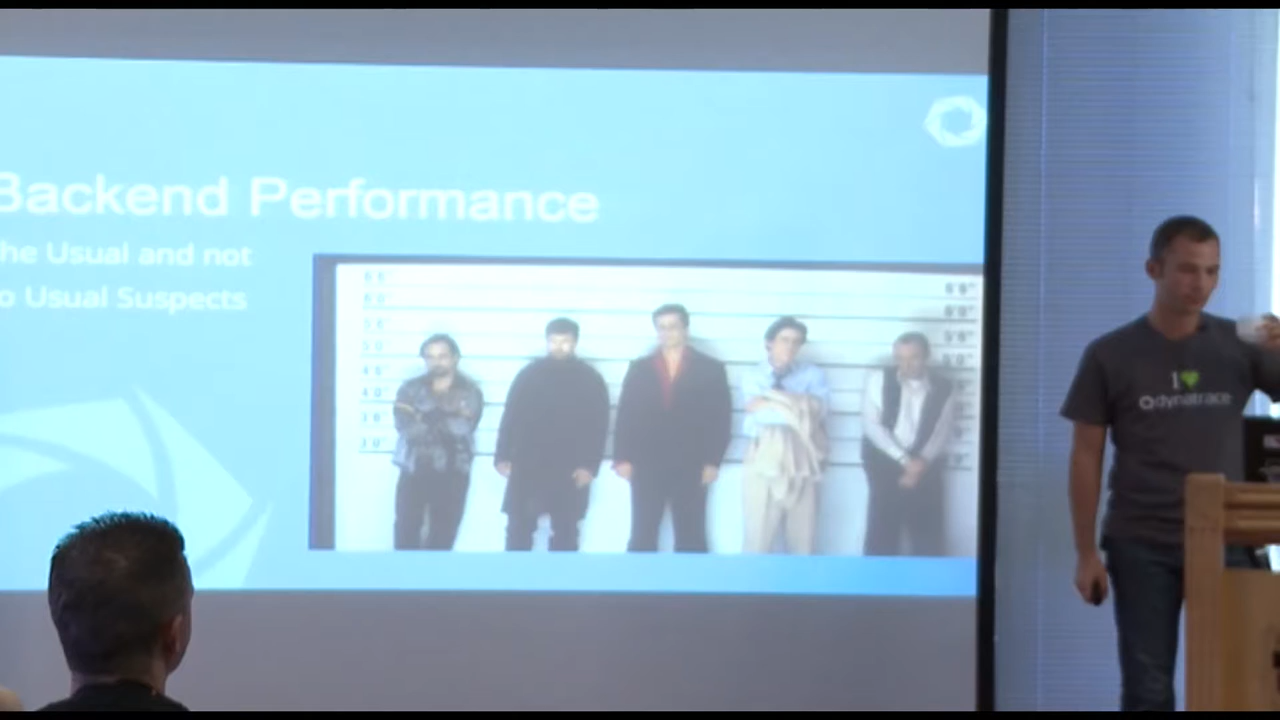 Backend Performance
he Usual and not
o Usual Suspects
I
dynatrace